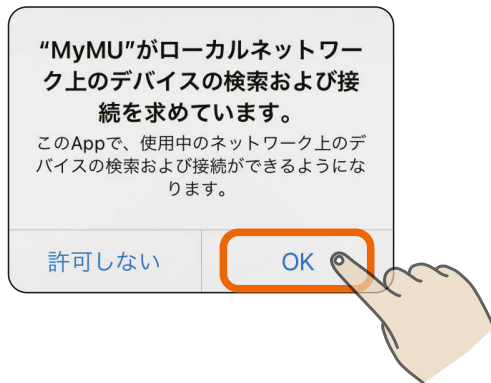 “MyMU”がローカルネットワー
ク上のデバイスの検索および接
続を求めています。
このAppで、使用中のネットワーク上のデ
バイスの検索および接続ができるようにな
ります。
許可しない
OK